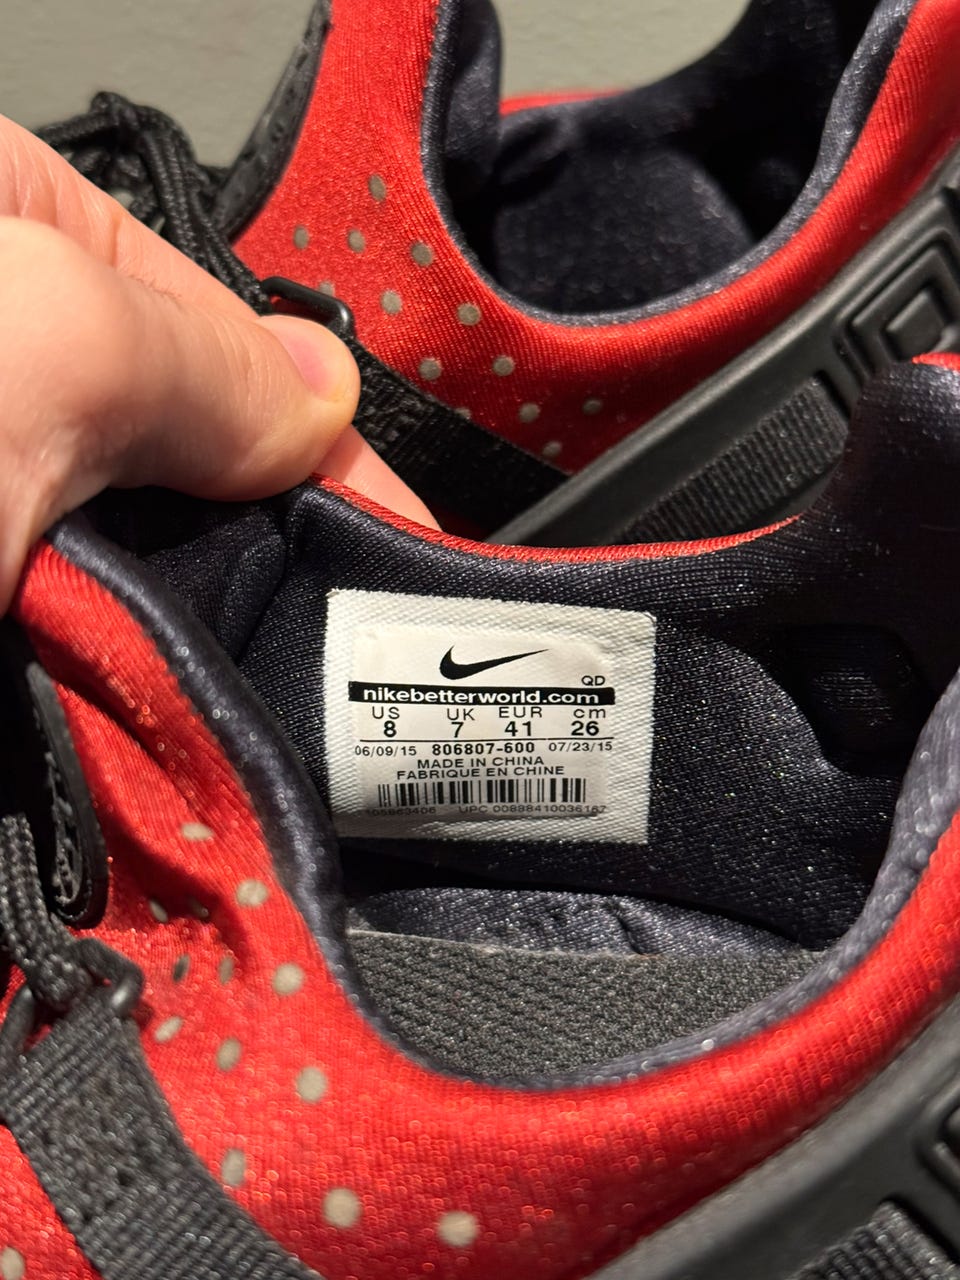 QD
nikebetterworld.com
US UK EUR cm
8 7 41 26
06/09/15 806807-600 07/23/15
MADE IN CHINA
FABRIQUE EN CHINE
UPC